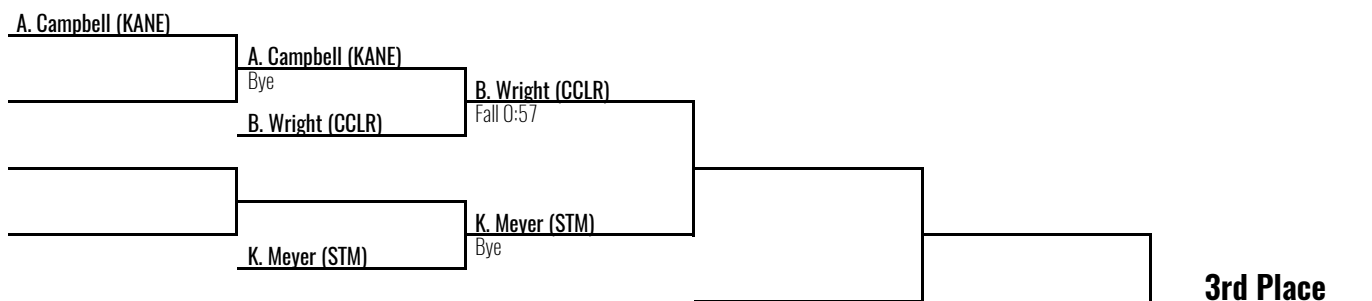 A. Campbell (KANE)
A. Campbell (KANE)
Bye
B. Wright (CCLR)
B. Wright (CCLR)
Fall 0:57
K. Meyer (STM)
K. Meyer (STM)
Bye
3rd Place